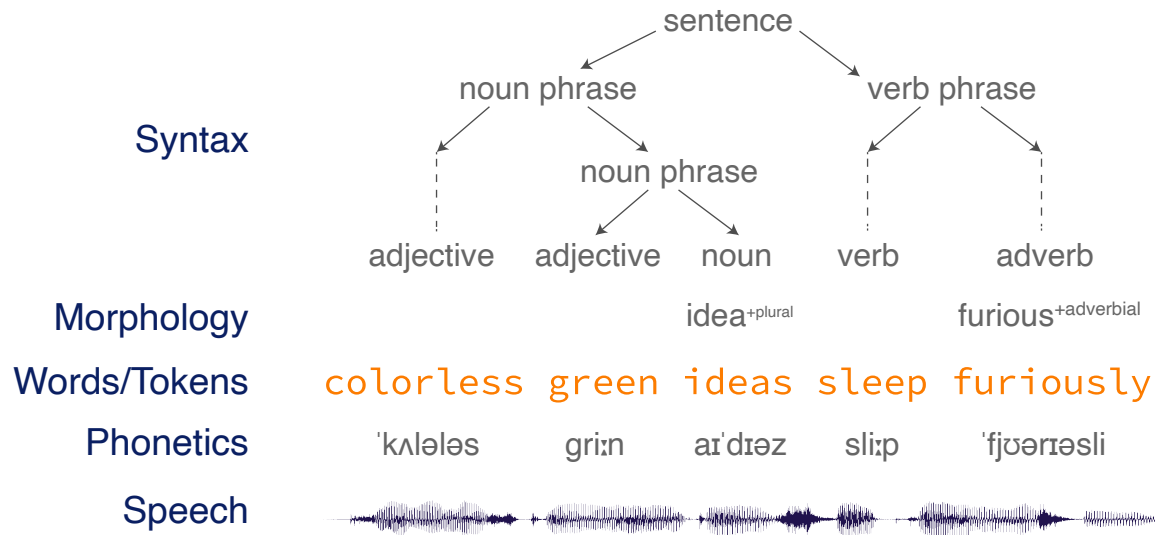 sentence
noun phrase verb phrase
Syntax
noun phrase
adjective adjective noun verb adverb
Morphology idea+plural furious+adverbial
Words/Tokens colorless green ideas sleep furiously
Phonetics ˈkʌlələs griːn aɪˈdɪəz sliːp ˈfjʊərɪəsli
Speech